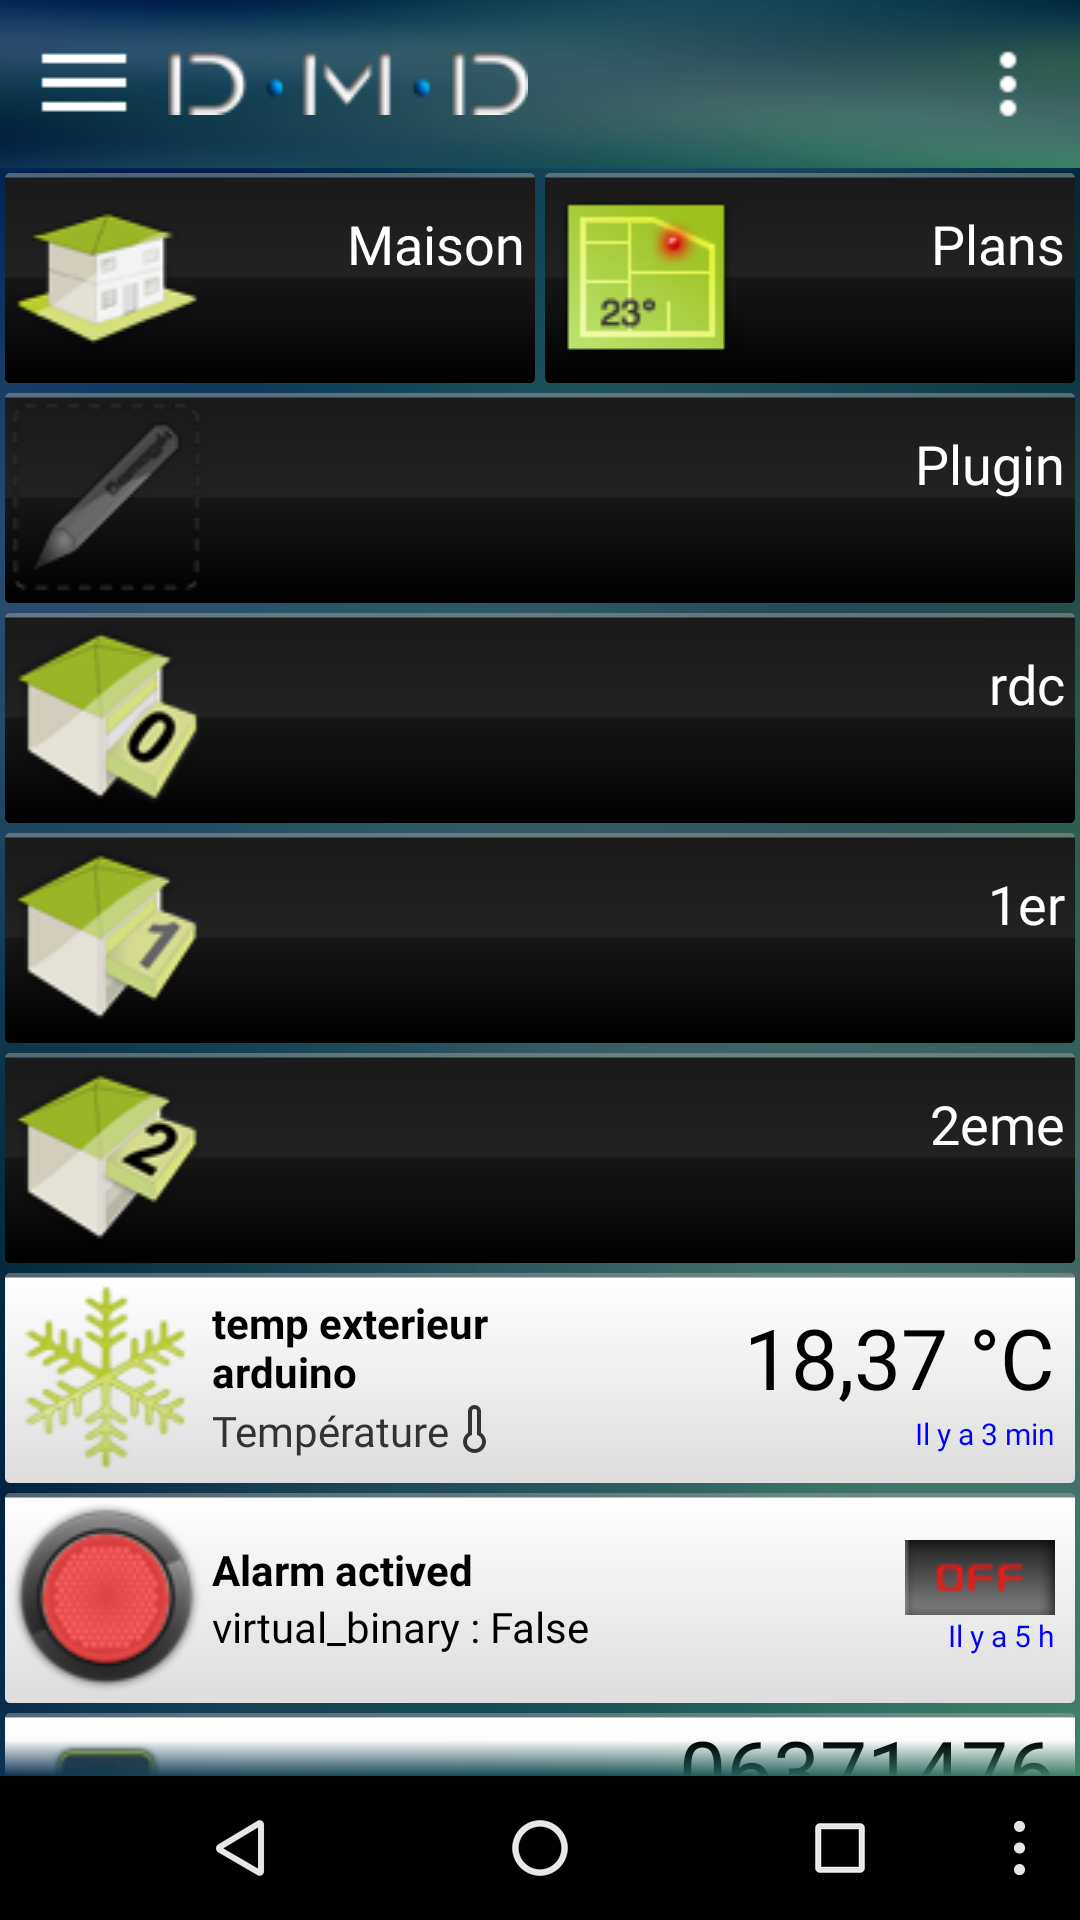 D·M·D
Maison
Plans
23°
Plugin
rdc
0
1er
1
2eme
2
temp exterieur
arduino
18,37 °C
Température
Il y a 3 min
Alarm actived
OFF
virtual_binary : False
Il y a 5 h
06371476